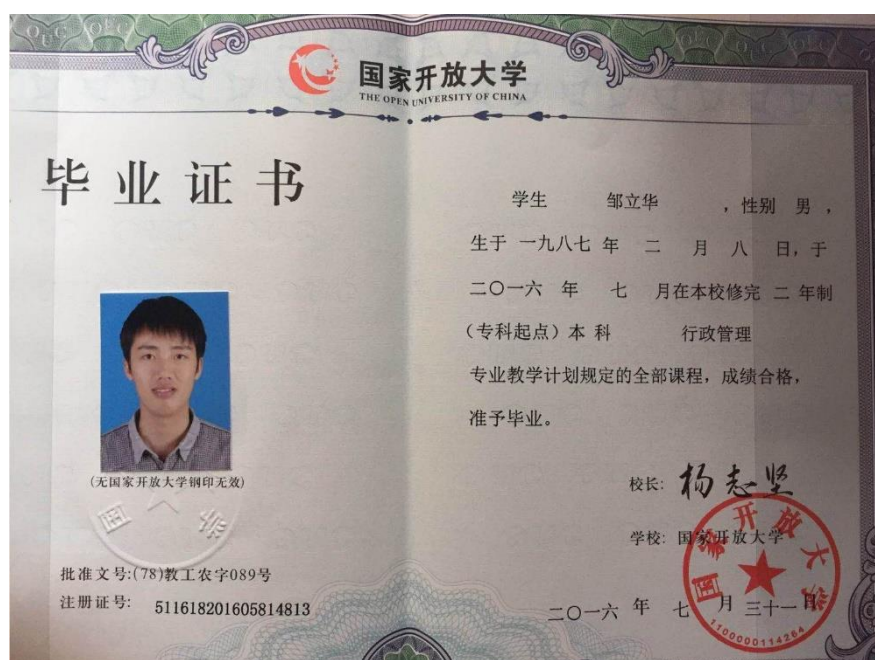 国家开放大学
THE OPEN UNIVERSITY OF CHINA
毕业证书
(无国家开放大学钢印无效)
批准文号:(78)教工农字089号
注册证号: 511618201605814813
学生 邹立华 ,性别 男 ,
生于 一九八七 年 二 月 八 日,于
二〇一六 年 七 月在本校修完 二 年制
(专科起点)本 科 行政管理
专业教学计划规定的全部课程,成绩合格,
准予毕业。
校长: 杨志坚
学校: 国家开放大学
二〇一六 年 七 月 三十一 日
国家开放大学
1100000114264